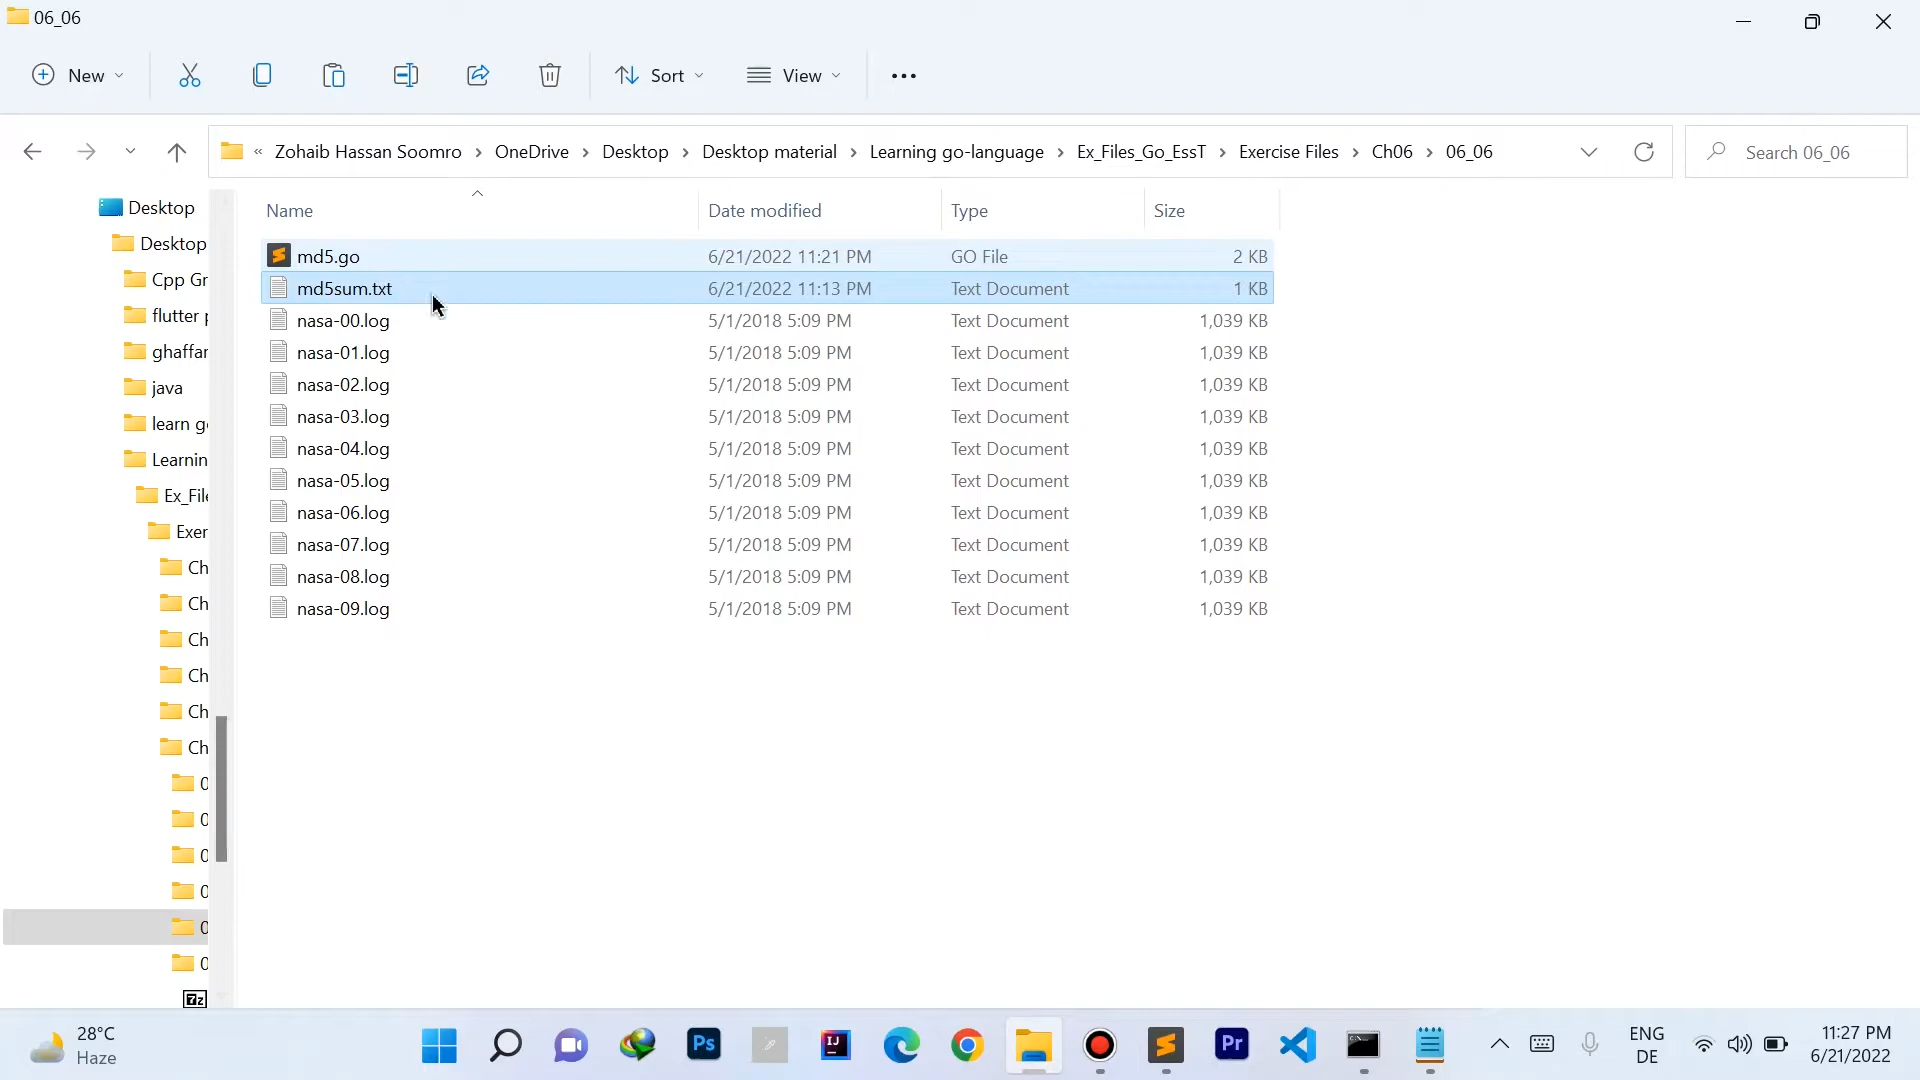 06_06
New
Sort
View
« Zohaib Hassan Soomro › OneDrive › Desktop › Desktop material › Learning go-language › Ex_Files_Go_EssT › Exercise Files › Ch06 › 06_06
Search 06_06
Desktop
Desktop
Cpp Gr
flutter p
ghaffar
java
learn g
Learnin
Ex_File
Exer
Ch
Ch
Ch
Ch
Ch
Ch
0
0
0
0
0
0
7z
Name Date modified Type Size
md5.go 6/21/2022 11:21 PM GO File 2 KB
md5sum.txt 6/21/2022 11:13 PM Text Document 1 KB
nasa-00.log 5/1/2018 5:09 PM Text Document 1,039 KB
nasa-01.log 5/1/2018 5:09 PM Text Document 1,039 KB
nasa-02.log 5/1/2018 5:09 PM Text Document 1,039 KB
nasa-03.log 5/1/2018 5:09 PM Text Document 1,039 KB
nasa-04.log 5/1/2018 5:09 PM Text Document 1,039 KB
nasa-05.log 5/1/2018 5:09 PM Text Document 1,039 KB
nasa-06.log 5/1/2018 5:09 PM Text Document 1,039 KB
nasa-07.log 5/1/2018 5:09 PM Text Document 1,039 KB
nasa-08.log 5/1/2018 5:09 PM Text Document 1,039 KB
nasa-09.log 5/1/2018 5:09 PM Text Document 1,039 KB
28°C
Haze
Ps
IJ
Pr
ENG
DE
11:27 PM
6/21/2022